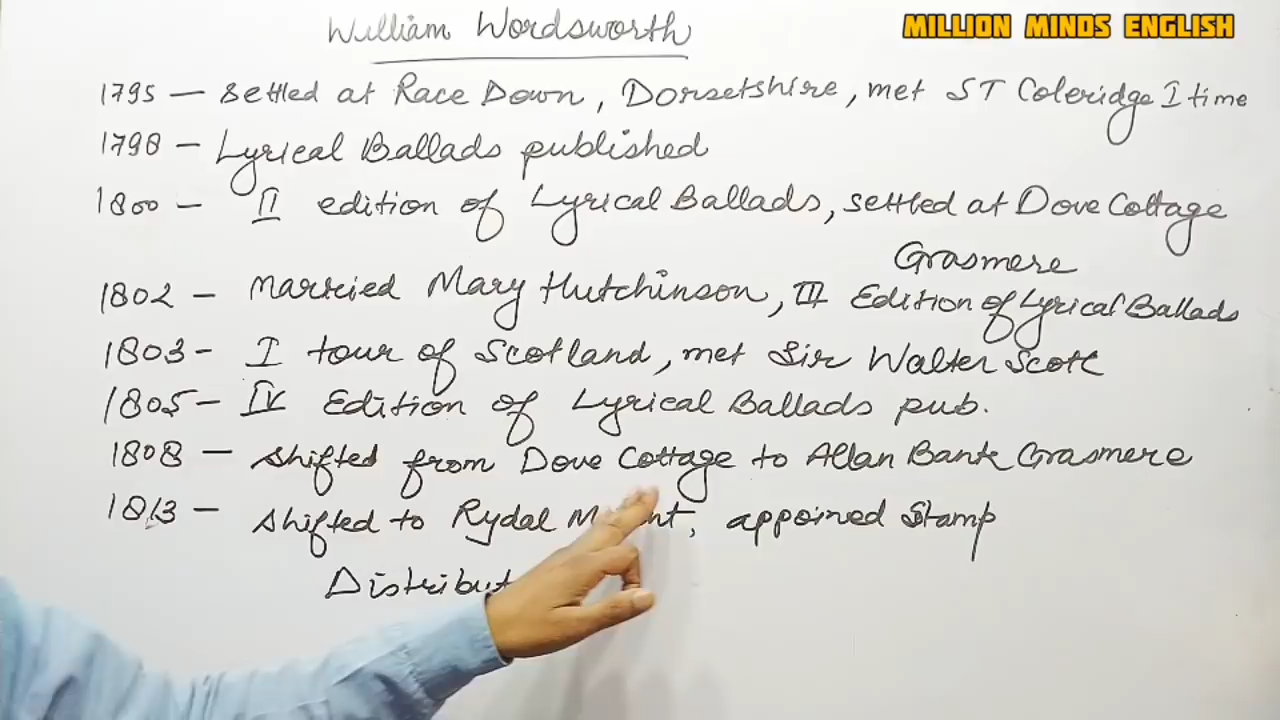 William Wordsworth
MILLION MINDS ENGLISH
1795 — Settled at Race Down, Dorsetshire, met ST Coleridge I time
1798 — Lyrical Ballads published
1800 — II edition of Lyrical Ballads, settled at Dove Cottage
Grasmere
1802 — Married Mary Hutchinson, III Edition of Lyrical Ballads
1803 - I tour of Scotland, met Sir Walter Scott
1805 - IV Edition of Lyrical Ballads pub.
1808 — Shifted from Dove Cottage to Allan Bank Grasmere
1813 — Shifted to Rydal , appoined Stamp